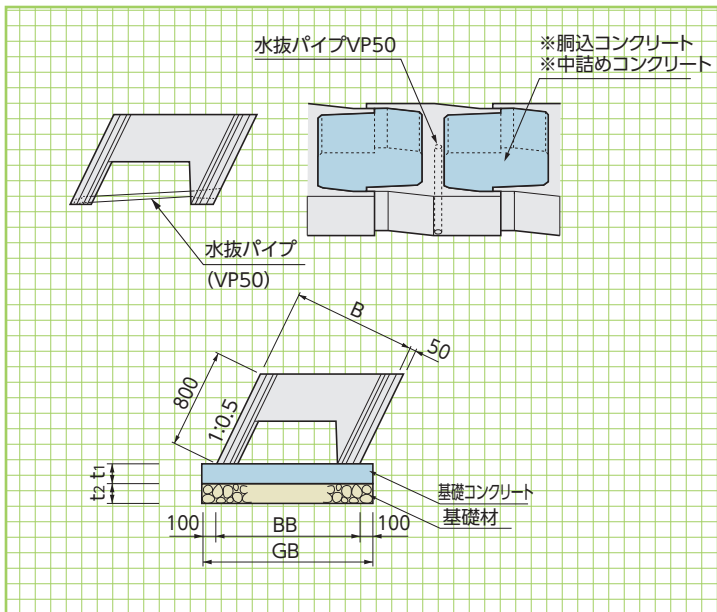 水抜パイプVP50
※胴込コンクリート
※中詰めコンクリート
水抜パイプ
(VP50)
B
50
800
1:0.5
t1
t2
基礎コンクリート
基礎材
100
BB
100
GB